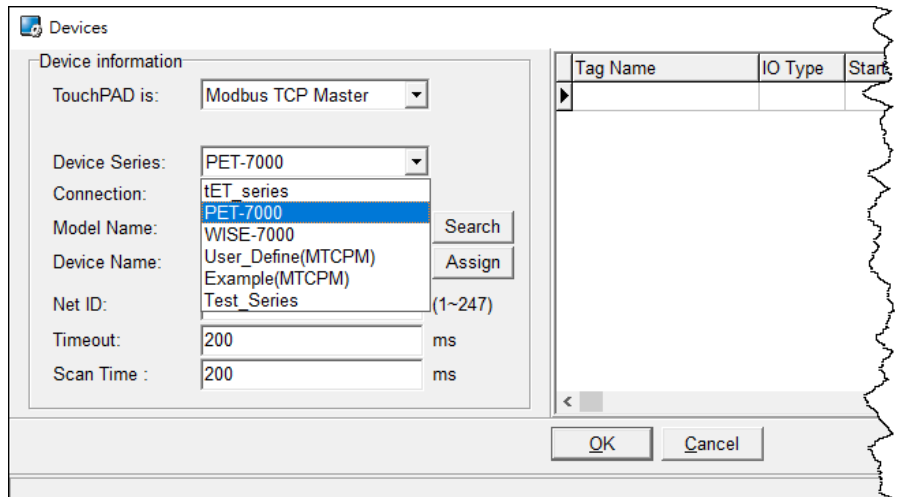 Devices
Device information
TouchPAD is: Modbus TCP Master
Device Series: PET-7000
Connection:
tET_series
PET-7000
WISE-7000
User_Define(MTCPM)
Example(MTCPM)
Test_Series
Model Name: Search
Device Name: Assign
Net ID: (1~247)
Timeout: 200 ms
Scan Time : 200 ms
Tag Name IO Type Start
OK Cancel